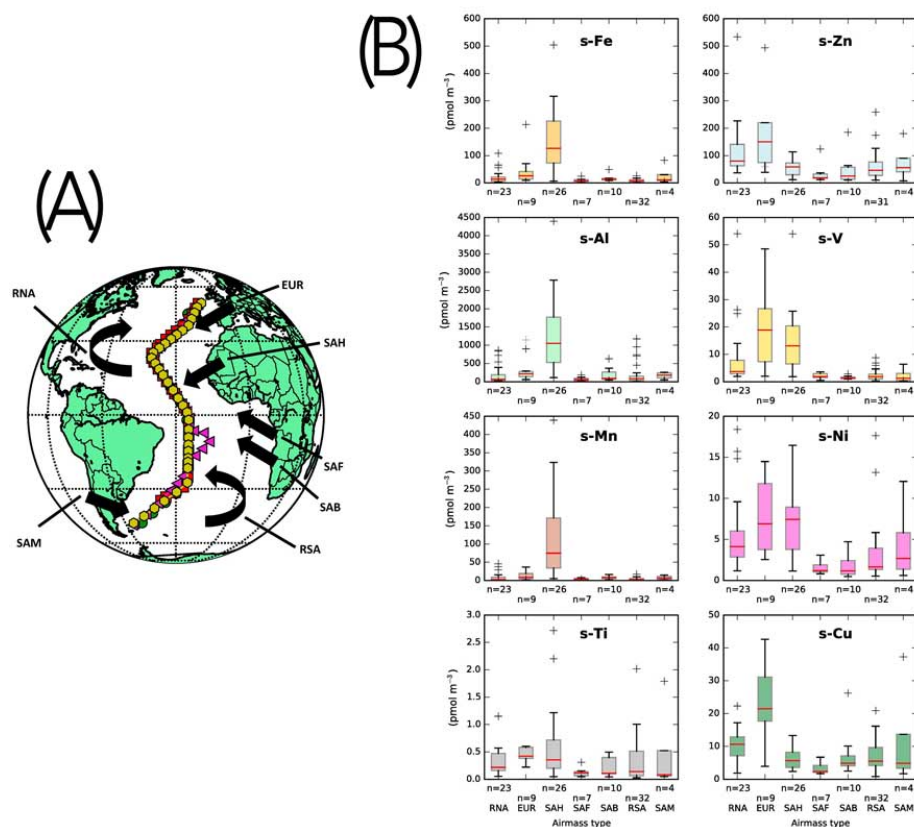 (A)
RNA
EUR
SAH
SAF
SAB
RSA
SAM
(B)
s-Fe
(pmol m⁻³)
600
500
400
300
200
100
0
n=23
n=9
n=26
n=7
n=10
n=32
n=4
s-Zn
600
500
400
300
200
100
0
n=23
n=9
n=26
n=7
n=10
n=31
n=4
s-Al
(pmol m⁻³)
4500
4000
3500
3000
2500
2000
1500
1000
500
0
n=23
n=9
n=26
n=7
n=10
n=32
n=4
s-V
60
50
40
30
20
10
0
n=23
n=9
n=26
n=7
n=10
n=32
n=4
s-Mn
(pmol m⁻³)
450
400
350
300
250
200
150
100
50
0
n=23
n=9
n=26
n=7
n=10
n=32
n=4
s-Ni
20
15
10
5
0
n=23
n=9
n=26
n=7
n=10
n=32
n=4
s-Ti
(pmol m⁻³)
3.0
2.5
2.0
1.5
1.0
0.5
0.0
n=23
n=9
n=26
n=7
n=10
n=32
n=4
RNA EUR SAH SAF SAB RSA SAM
Airmass type
s-Cu
50
40
30
20
10
0
n=23
n=9
n=26
n=7
n=10
n=32
n=4
RNA EUR SAH SAF SAB RSA SAM
Airmass type